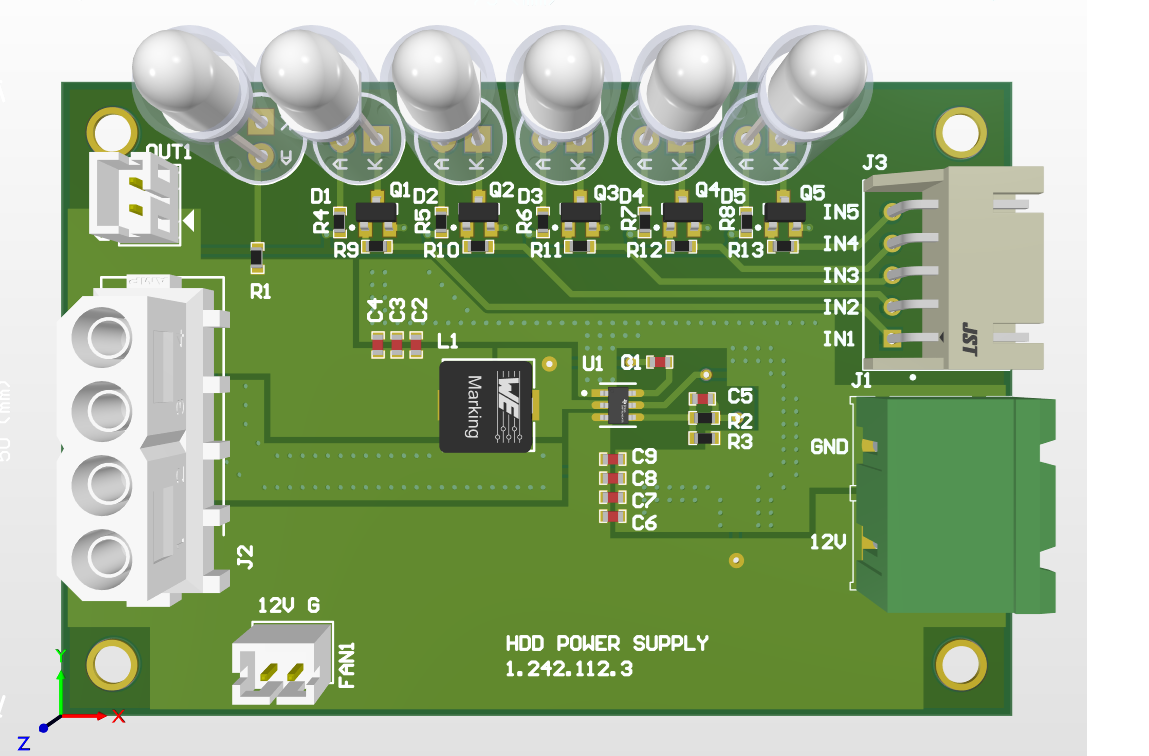 OUT1
A K
A K
A K
A K
A K
D1 Q1 D2 Q2 D3 Q3 D4 Q4 D5 Q5
R4 R5 R6 R7 R8
R9 R10 R11 R12 R13
J3
IN5
IN4
IN3
IN2
IN1
JST
R1
C4 C3 C2
L1
WE
Marking
U1
C5
R2
R3
C9
C8
C7
C6
J1
GND
12V
J2
12V G
FAN1
HDD POWER SUPPLY
1.242.112.3
Y
X
Z